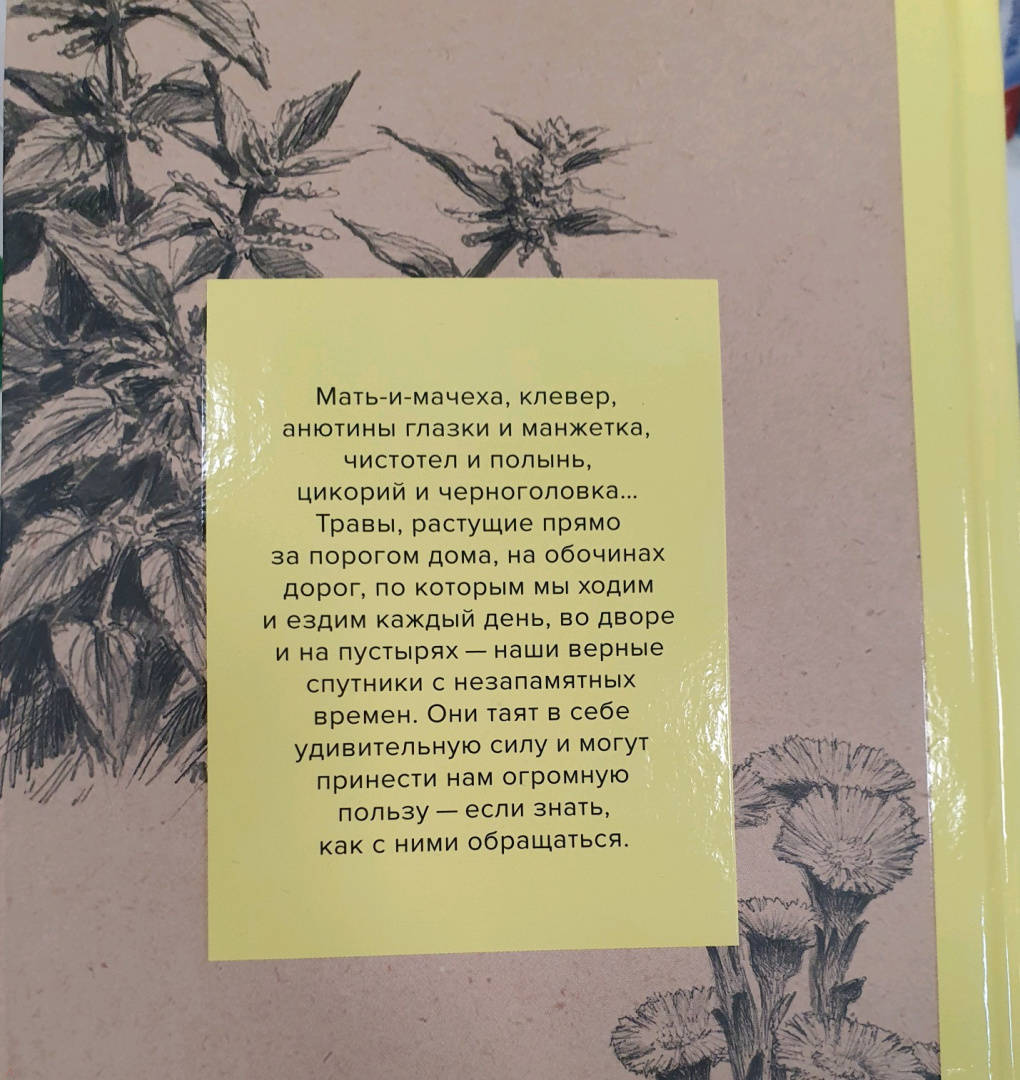 Мать-и-мачеха, клевер,
анютины глазки и манжетка,
чистотел и полынь,
цикорий и черноголовка...
Травы, растущие прямо
за порогом дома, на обочинах
дорог, по которым мы ходим
и ездим каждый день, во дворе
и на пустырях — наши верные
спутники с незапамятных
времен. Они таят в себе
удивительную силу и могут
принести нам огромную
пользу — если знать,
как с ними обращаться.